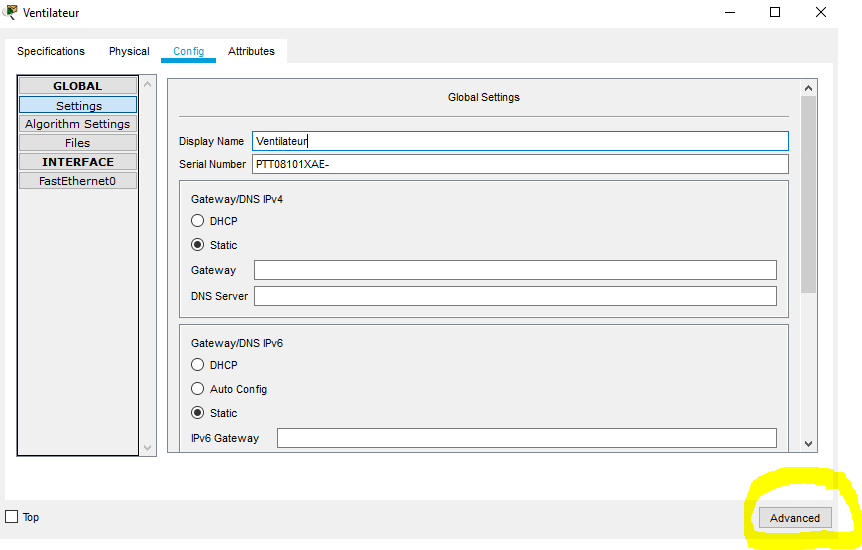 Ventilateur
Specifications Physical Config Attributes
GLOBAL
Settings
Algorithm Settings
Files
INTERFACE
FastEthernet0
Global Settings
Display Name Ventilateur
Serial Number PTT08101XAE-
Gateway/DNS IPv4
DHCP
Static
Gateway
DNS Server
Gateway/DNS IPv6
DHCP
Auto Config
Static
IPv6 Gateway
Top
Advanced